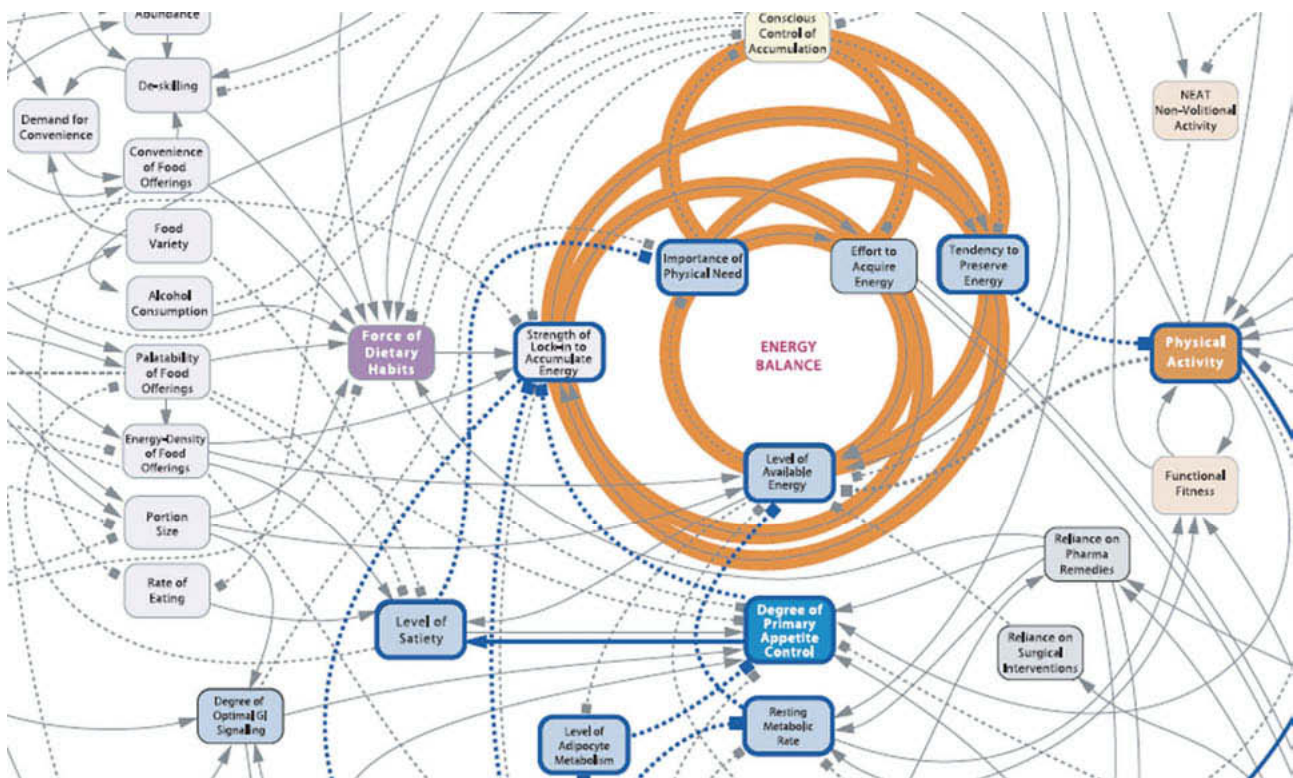 Abundance
De-skilling
Demand for
Convenience
Convenience
of Food
Offerings
Food
Variety
Alcohol
Consumption
Palatability
of Food
Offerings
Energy-Density
of Food
Offerings
Portion
Size
Rate of
Eating
Degree of
Optimal GI
Signalling
Force of
Dietary
Habits
Level of
Satiety
Conscious
Control of
Accumulation
Importance of
Physical Need
Effort to
Acquire
Energy
Tendency to
Preserve
Energy
Strength of
Lock-in to
Accumulate
Energy
ENERGY
BALANCE
Level of
Available
Energy
Degree of
Primary
Appetite
Control
Level of
Adipocyte
Metabolism
Resting
Metabolic
Rate
NEAT
Non-Volitional
Activity
Physical
Activity
Functional
Fitness
Reliance on
Pharma
Remedies
Reliance on
Surgical
Interventions